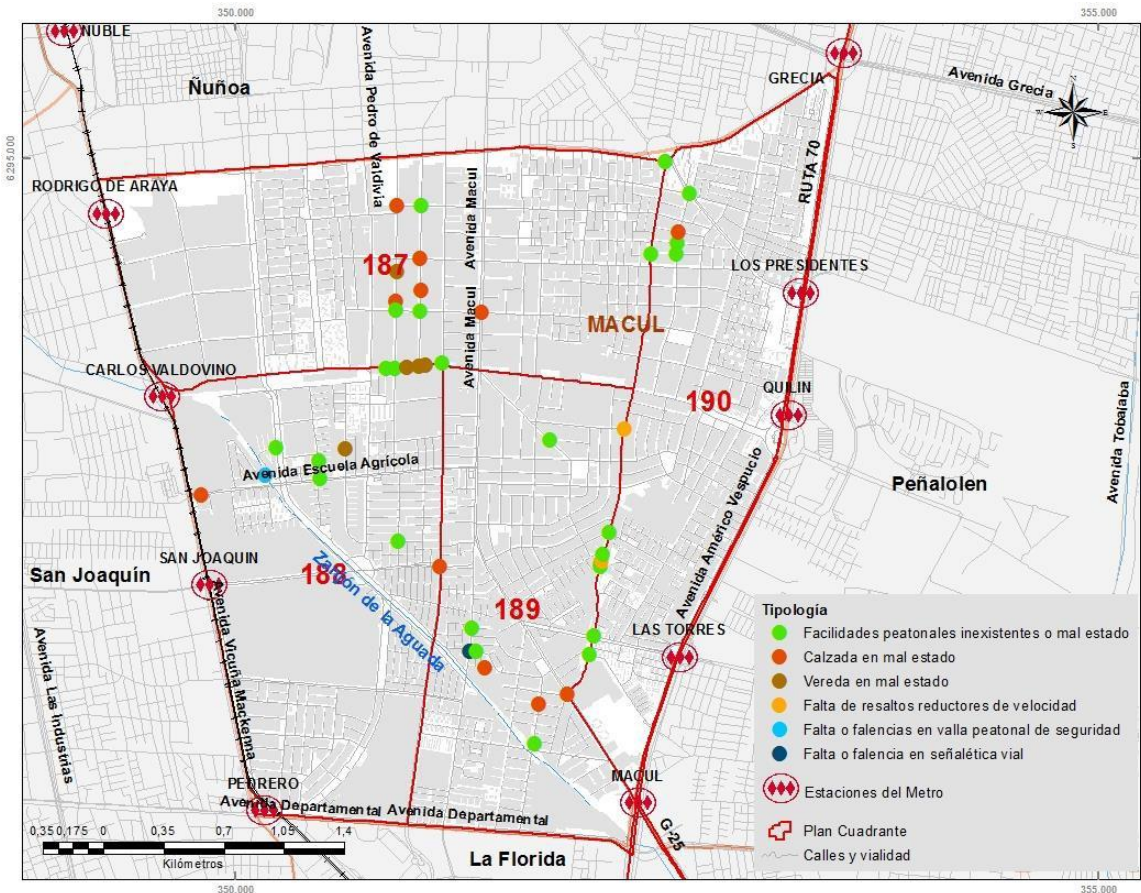 350.000
355.000
ÑUBLE
Avenida Pedro de Valdivia
GRECIA
Avenida Grecia
Ñuñoa
N
W
E
S
6295.000
RODRIGO DE ARAYA
Avenida Macul
RUTA 70
187
LOS PRESIDENTES
Avenida Macul
MACUL
CARLOS VALDOVINO
QUILIN
190
Avenida Tobalaba
Avenida Escuela Agrícola
Avenida Américo Vespucio
Peñalolen
SAN JOAQUIN
San Joaquín
188
Zanjón de la Aguada
189
LAS TORRES
Avenida Vicuña Mackenna
Avenida Las Industrias
Tipología
Facilidades peatonales inexistentes o mal estado
Calzada en mal estado
Vereda en mal estado
Falta de resaltos reductores de velocidad
Falta o falencias en valla peatonal de seguridad
Falta o falencia en señalética vial
Estaciones del Metro
Plan Cuadrante
Calles y vialidad
PEDRERO
MACUL
Avenida Departamental Avenida Departamental
G-25
0,35 0,175 0 0,35 0,7 1,05 1,4
Kilómetros
La Florida
350.000
355.000